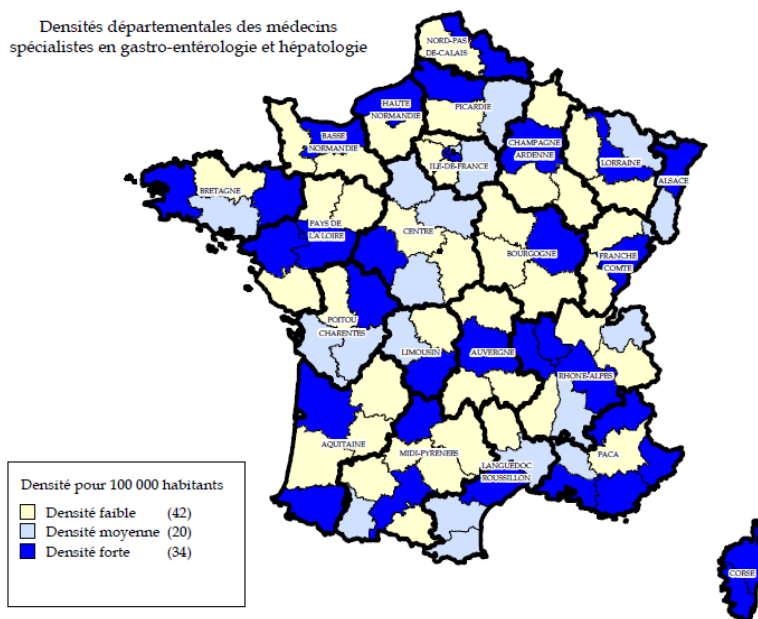 Densités départementales des médecins
spécialistes en gastro-entérologie et hépatologie
NORD-PAS
DE-CALAIS
HAUTE
NORMANDIE
PICARDIE
BASSE
NORMANDIE
CHAMPAGNE
ARDENNE
ILE-DE-FRANCE
LORRAINE
ALSACE
BRETAGNE
PAYS DE
LA LOIRE
CENTRE
BOURGOGNE
FRANCHE
COMTE
POITOU
CHARENTES
LIMOUSIN
AUVERGNE
RHONE-ALPES
AQUITAINE
MIDI-PYRENEES
LANGUEDOC
ROUSSILLON
PACA
CORSE
Densité pour 100 000 habitants
Densité faible (42)
Densité moyenne (20)
Densité forte (34)